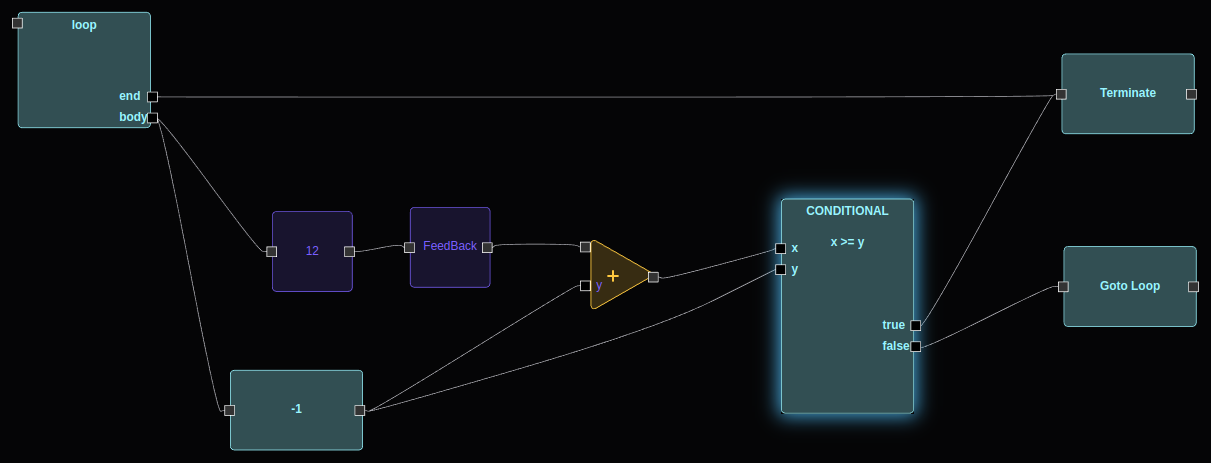 loop
end
body
Terminate
12
FeedBack
+
y
CONDITIONAL
x >= y
x
y
true
false
Goto Loop
-1